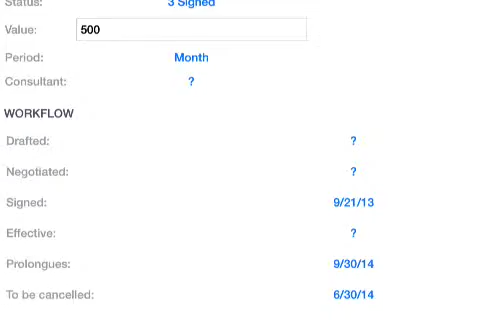 Status: 3 Signed
Value: 500
Period: Month
Consultant: ?
WORKFLOW
Drafted: ?
Negotiated: ?
Signed: 9/21/13
Effective: ?
Prolongues: 9/30/14
To be cancelled: 6/30/14